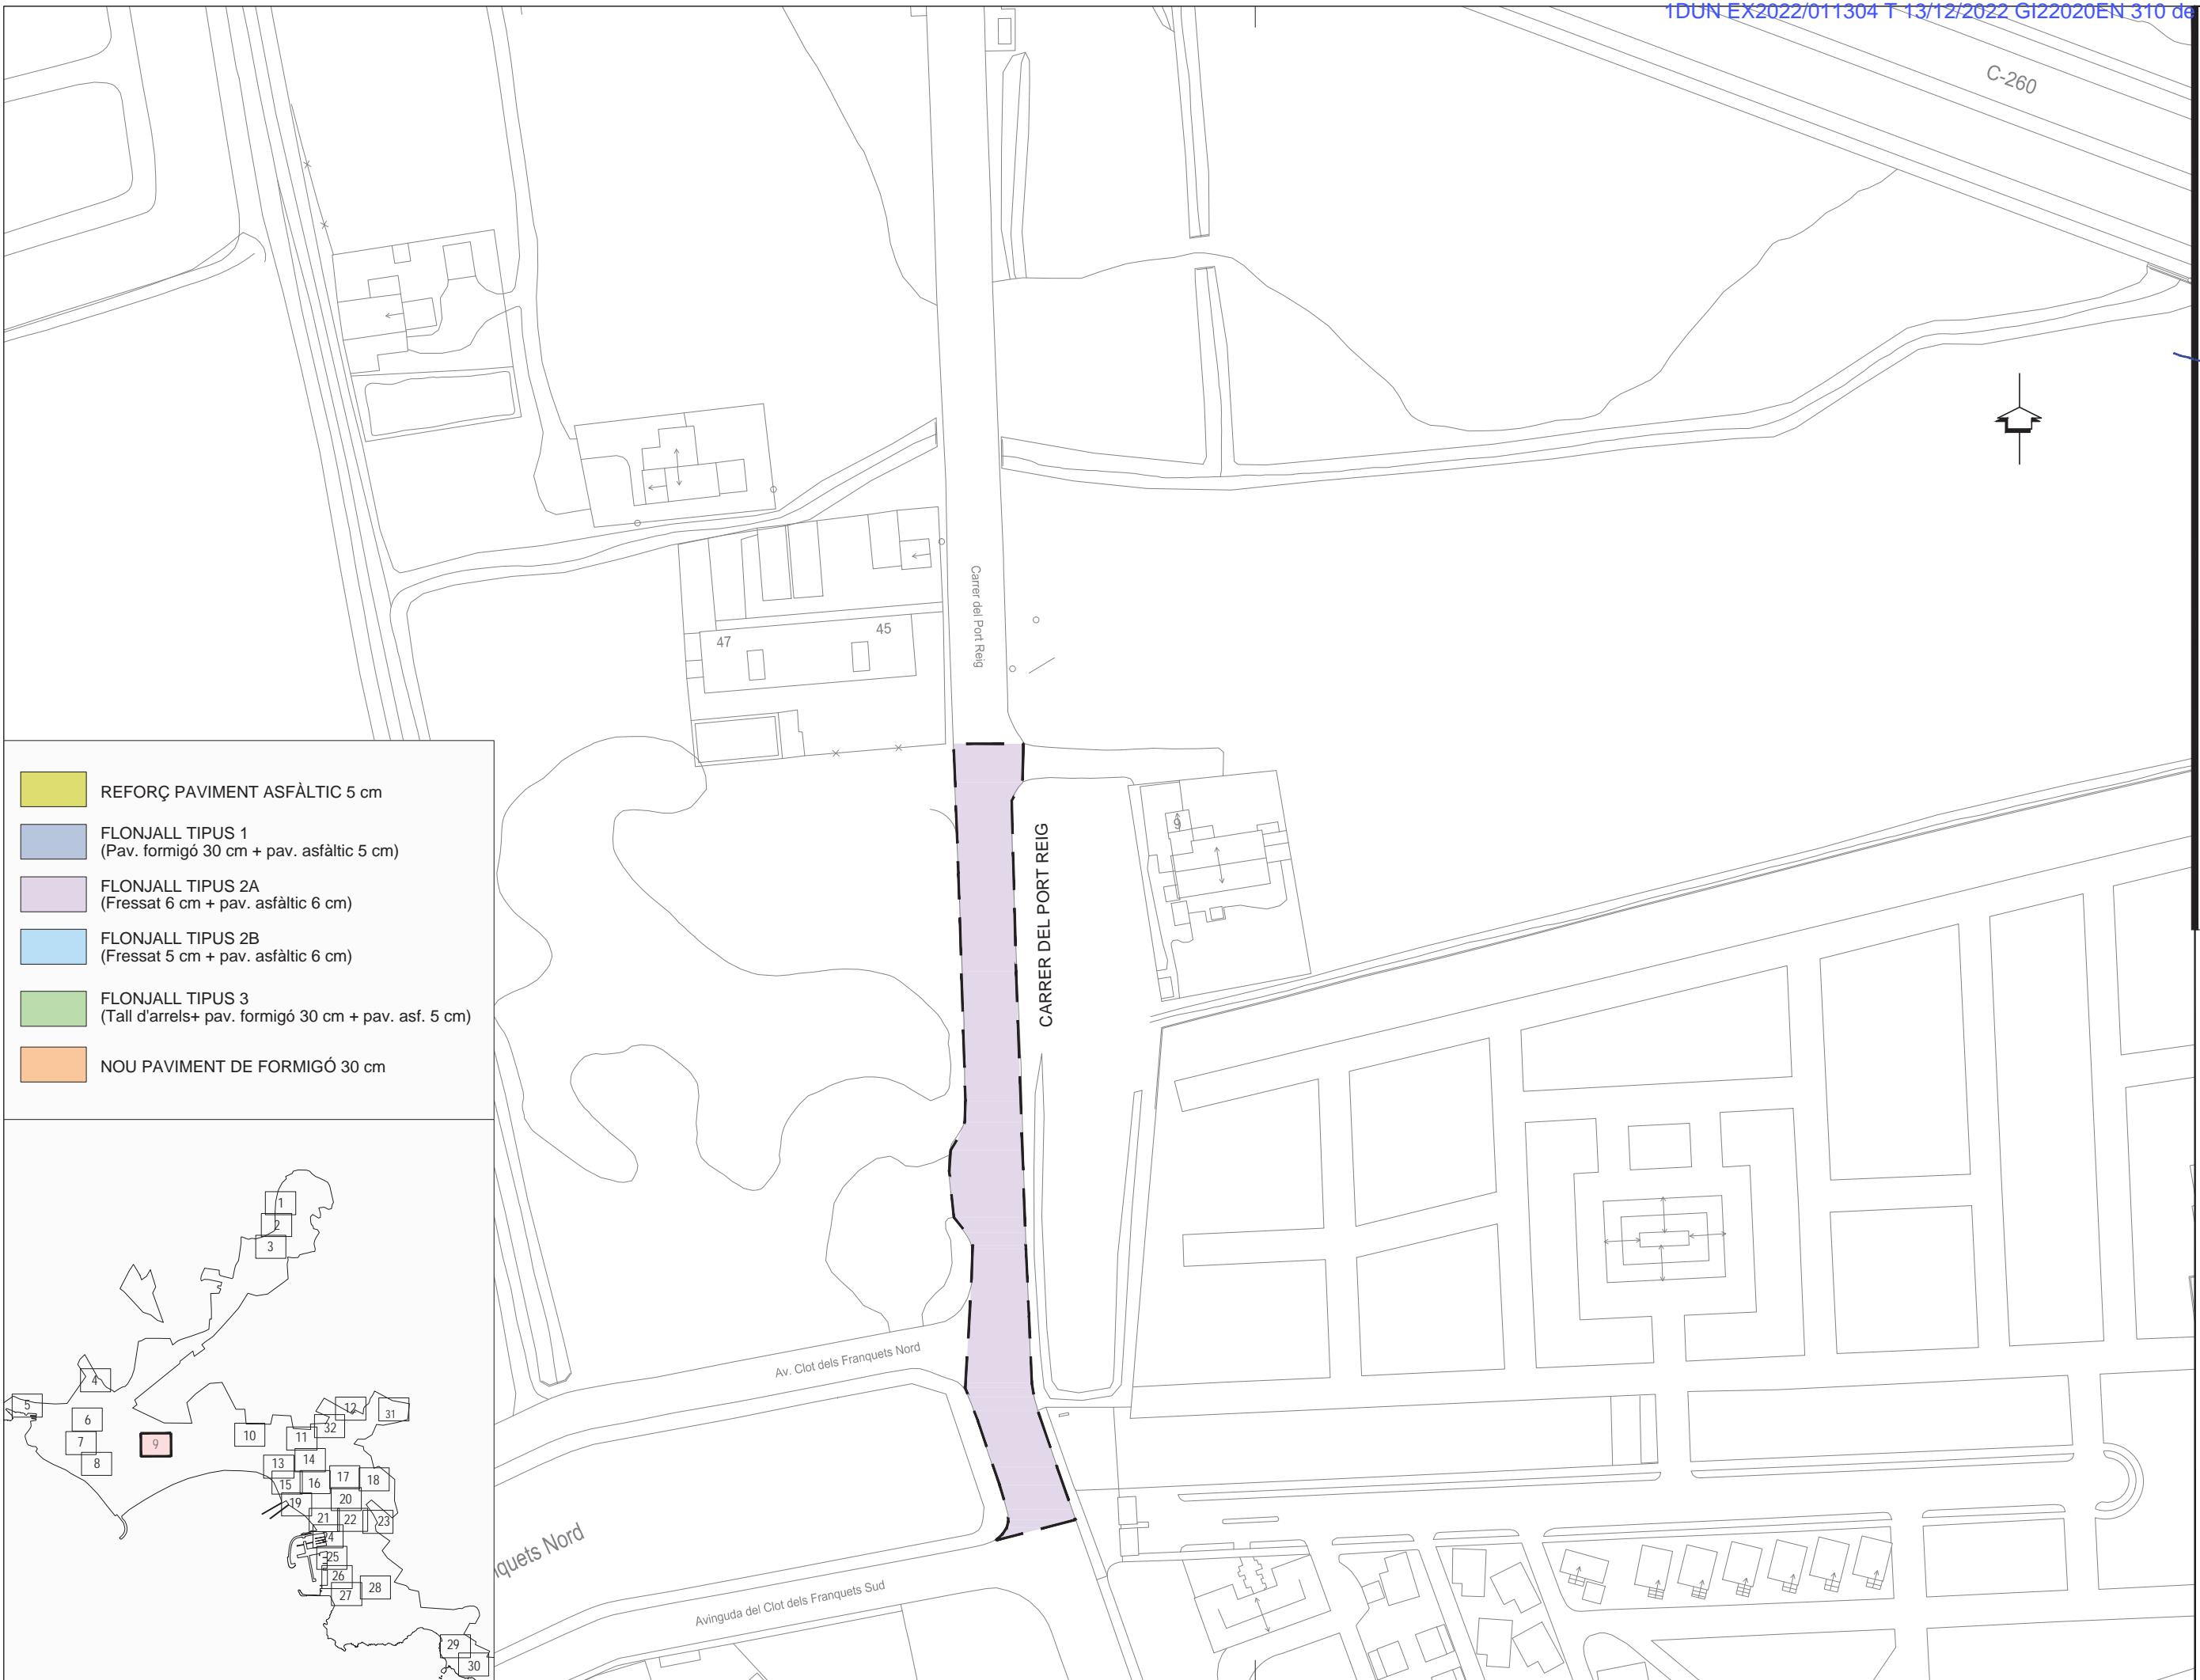 1DUN EX2022/011304 T 13/12/2022 GI22020EN 310 de
C-260
Carrer del Port Reig
47
45
9
CARRER DEL PORT REIG
Av. Clot dels Franquets Nord
quets Nord
Avinguda del Clot dels Franquets Sud
REFORÇ PAVIMENT ASFÀLTIC 5 cm
FLONJALL TIPUS 1
(Pav. formigó 30 cm + pav. asfàltic 5 cm)
FLONJALL TIPUS 2A
(Fressat 6 cm + pav. asfàltic 6 cm)
FLONJALL TIPUS 2B
(Fressat 5 cm + pav. asfàltic 6 cm)
FLONJALL TIPUS 3
(Tall d'arrels+ pav. formigó 30 cm + pav. asf. 5 cm)
NOU PAVIMENT DE FORMIGÓ 30 cm
1
2
3
4
5
6
7
8
9
10
11
12
31
32
13
14
15
16
17
18
19
20
21
22
23
24
25
26
27
28
29
30